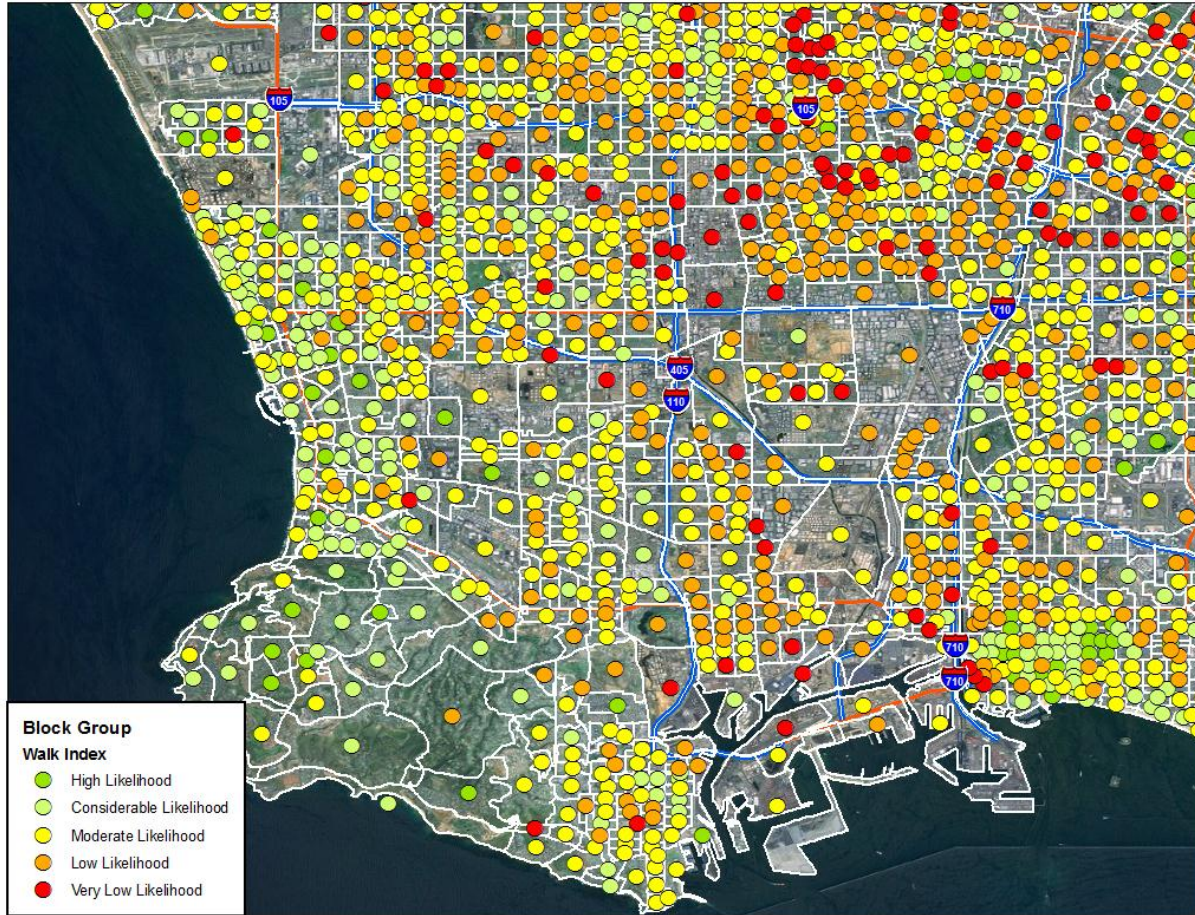 105
105
710
405
110
710
710
Block Group
Walk Index
High Likelihood
Considerable Likelihood
Moderate Likelihood
Low Likelihood
Very Low Likelihood